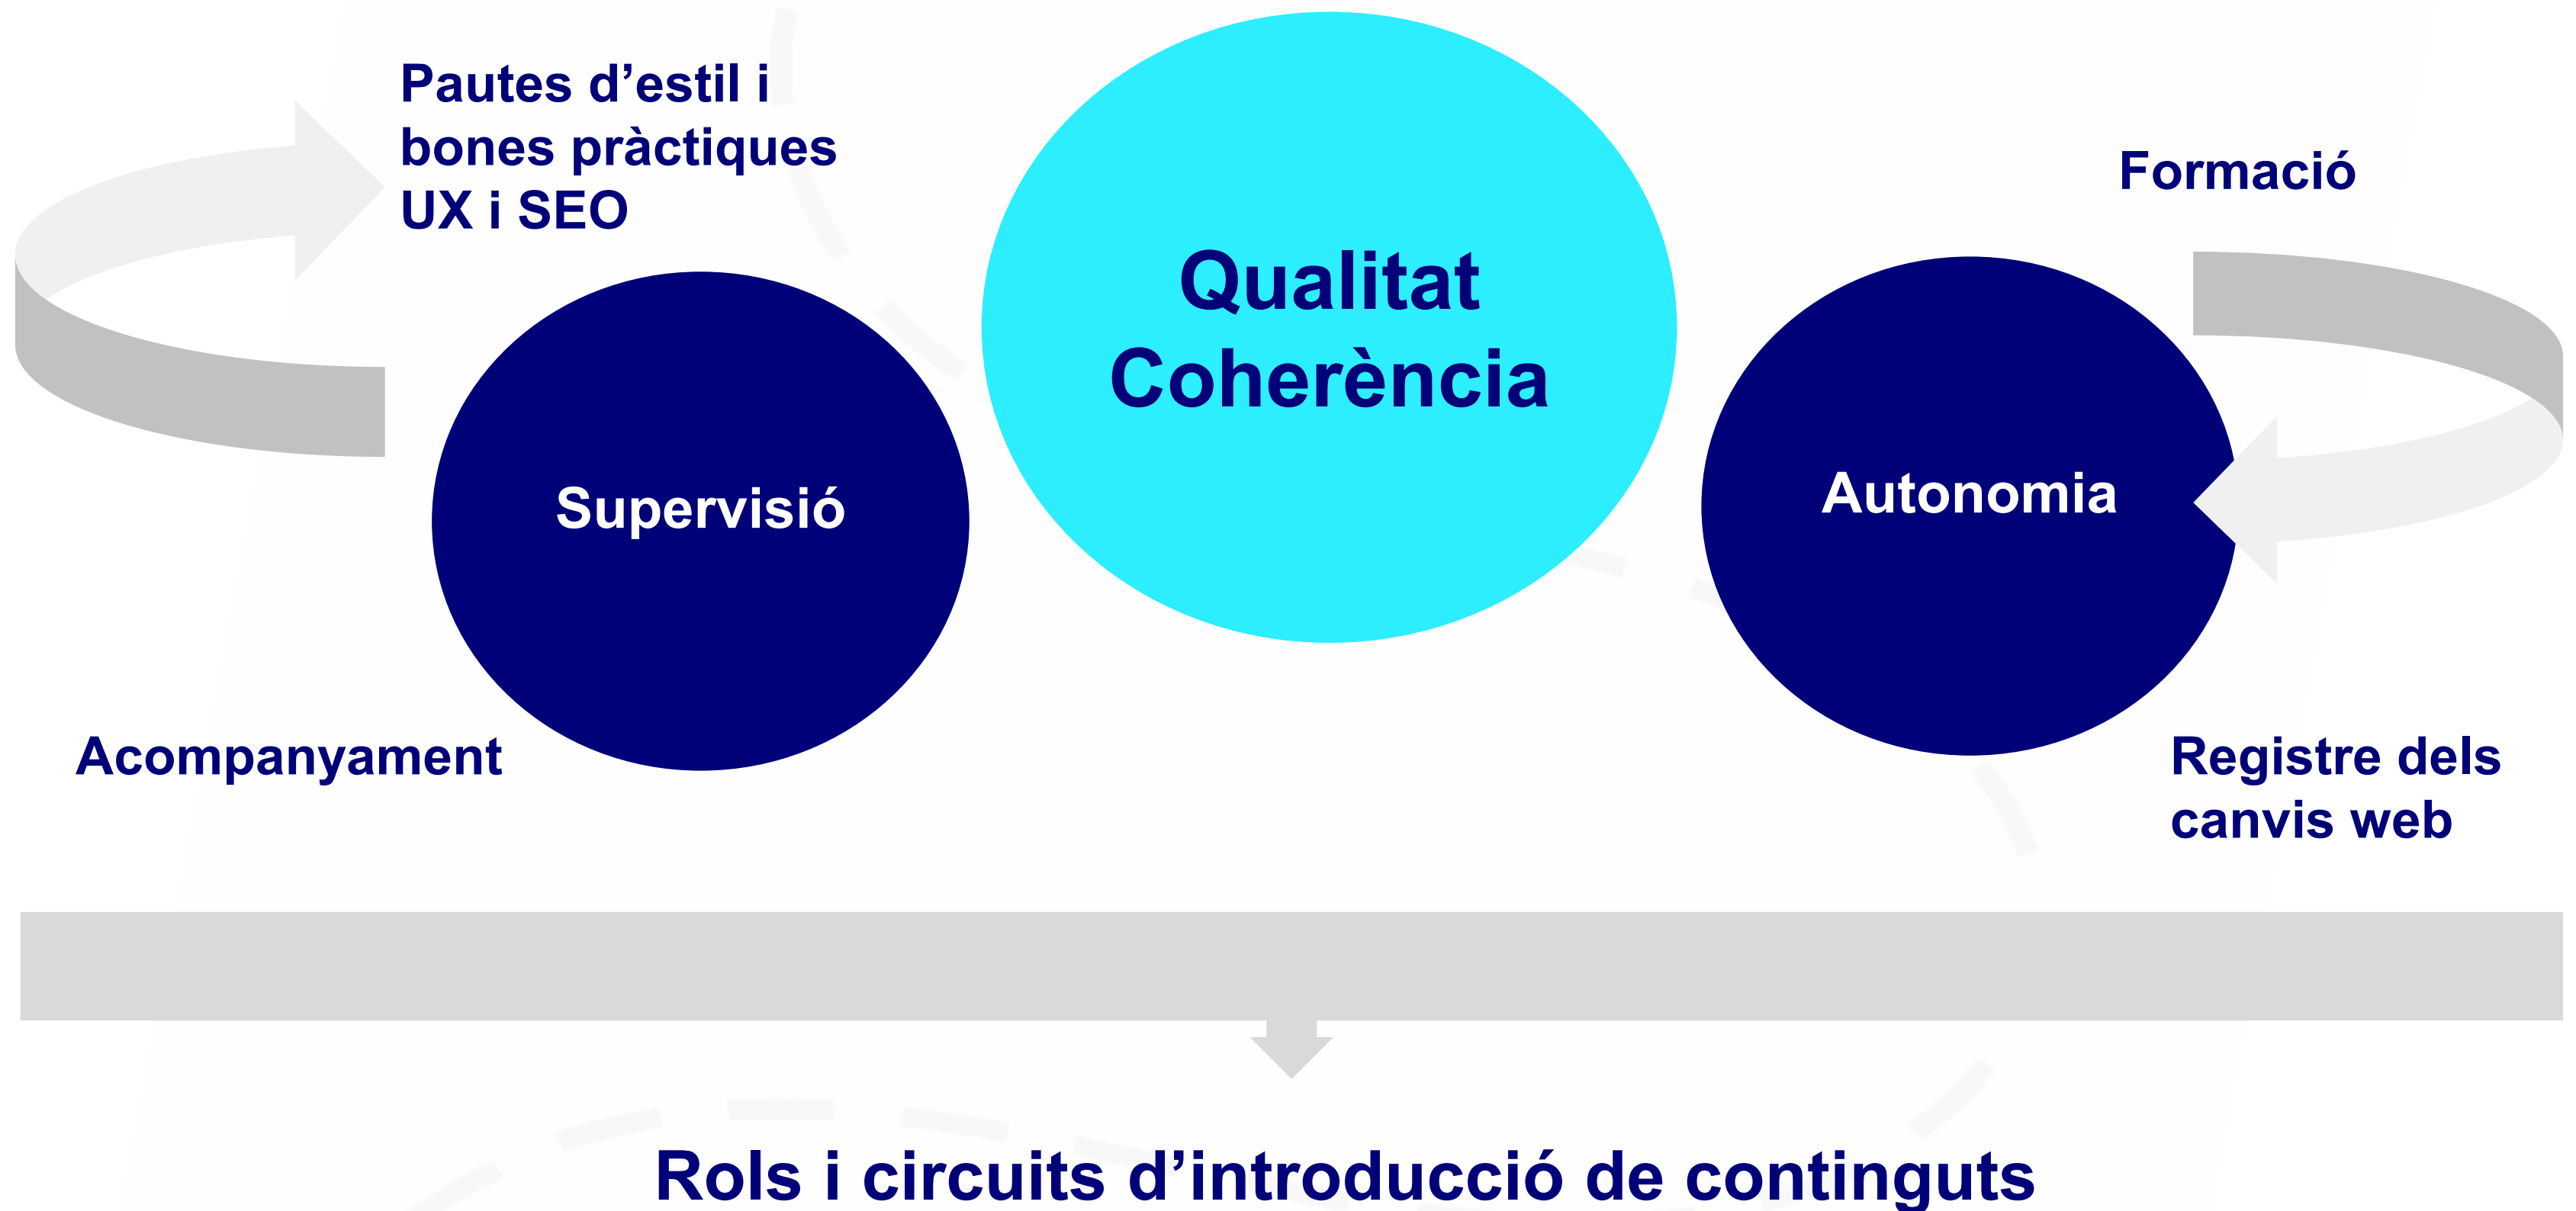 Pautes d’estil i
bones pràctiques
UX i SEO
Qualitat
Coherència
Formació
Supervisió
Autonomia
Acompanyament
Registre dels
canvis web
Rols i circuits d’introducció de continguts